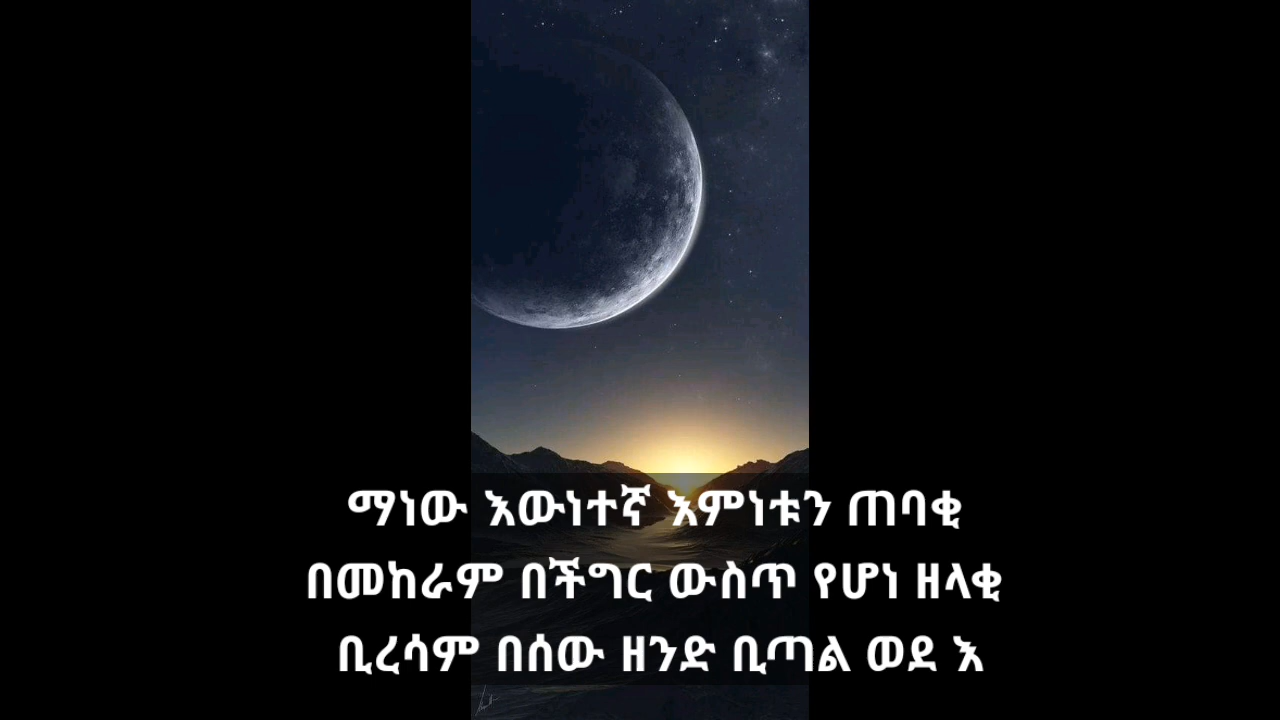 ማነው እውነተኛ እምነቱን ጠባቂ
በመከራም በችግር ውስጥ የሆነ ዘላቂ
ቢረሳም በሰው ዘንድ ቢጣል ወደ እ